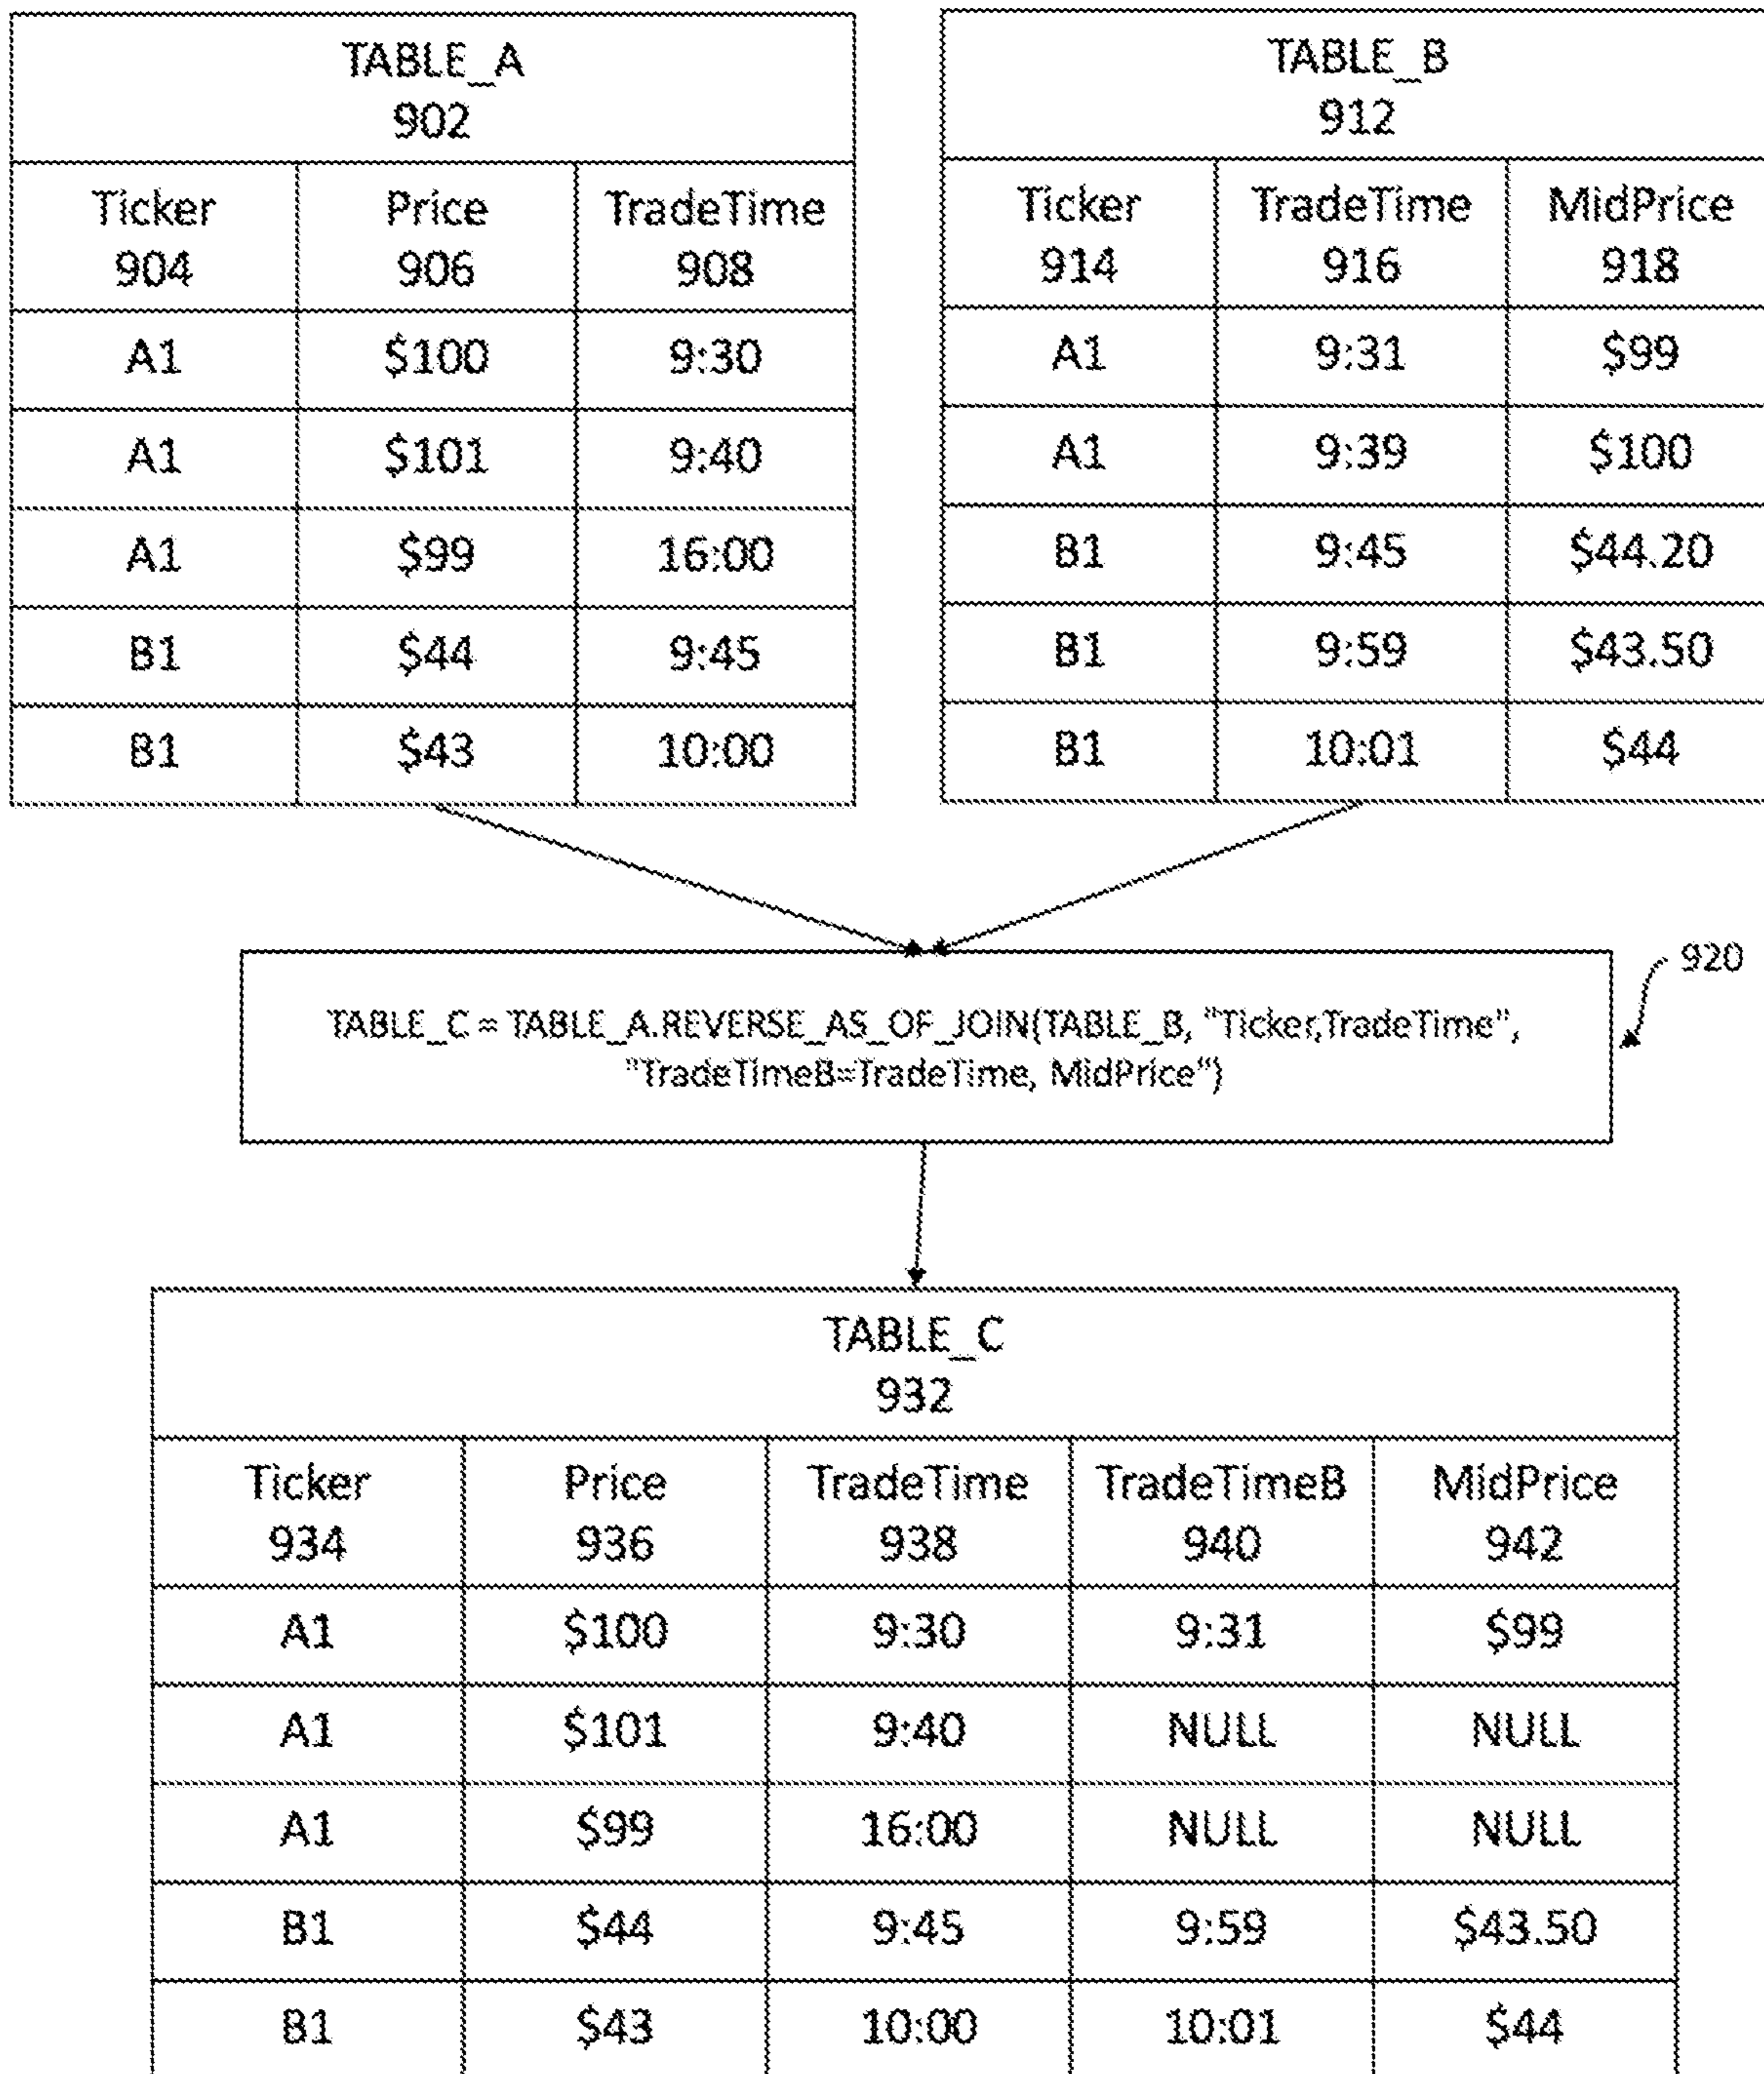 TABLE_A
902
Ticker Price TradeTime
904 906 908
A1 $100 9:30
A1 $101 9:40
A1 $99 16:00
B1 $44 9:45
B1 $43 10:00
TABLE_B
912
Ticker TradeTime MidPrice
914 916 918
A1 9:31 $99
A1 9:39 $100
B1 9:45 $44.20
B1 9:59 $43.50
B1 10:01 $44
920
TABLE_C = TABLE_A.REVERSE_AS_OF_JOIN(TABLE_B, "Ticker,TradeTime",
"TradeTimeB=TradeTime, MidPrice")
TABLE_C
932
Ticker Price TradeTime TradeTimeB MidPrice
934 936 938 940 942
A1 $100 9:30 9:31 $99
A1 $101 9:40 NULL NULL
A1 $99 16:00 NULL NULL
B1 $44 9:45 9:59 $43.50
B1 $43 10:00 10:01 $44